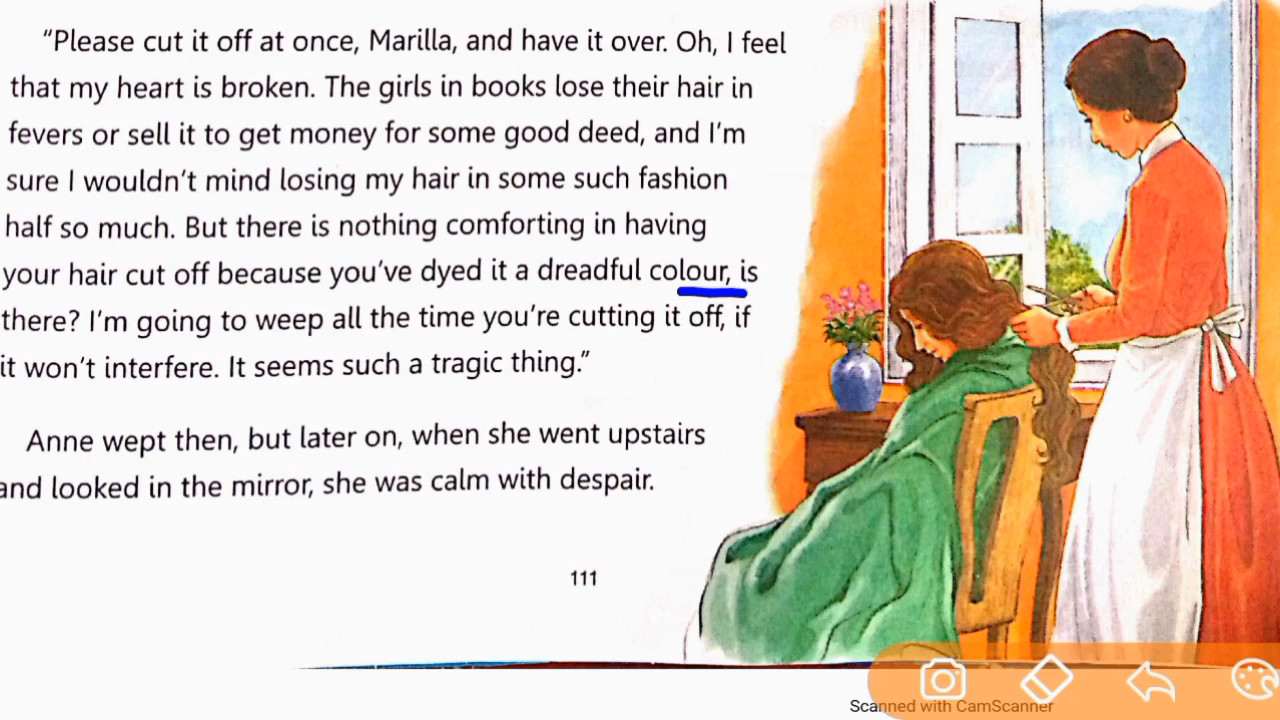 “Please cut it off at once, Marilla, and have it over. Oh, I feel
that my heart is broken. The girls in books lose their hair in
fevers or sell it to get money for some good deed, and I’m
sure I wouldn’t mind losing my hair in some such fashion
half so much. But there is nothing comforting in having
your hair cut off because you’ve dyed it a dreadful colour, is
there? I’m going to weep all the time you’re cutting it off, if
it won’t interfere. It seems such a tragic thing.”
Anne wept then, but later on, when she went upstairs
and looked in the mirror, she was calm with despair.
111
Scanned with CamScanner